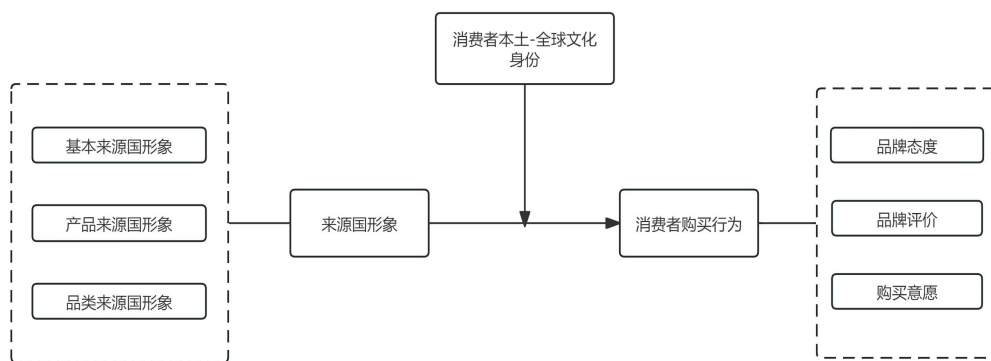 消费者本土-全球文化
身份
基本来源国形象
产品来源国形象
品类来源国形象
来源国形象
消费者购买行为
品牌态度
品牌评价
购买意愿